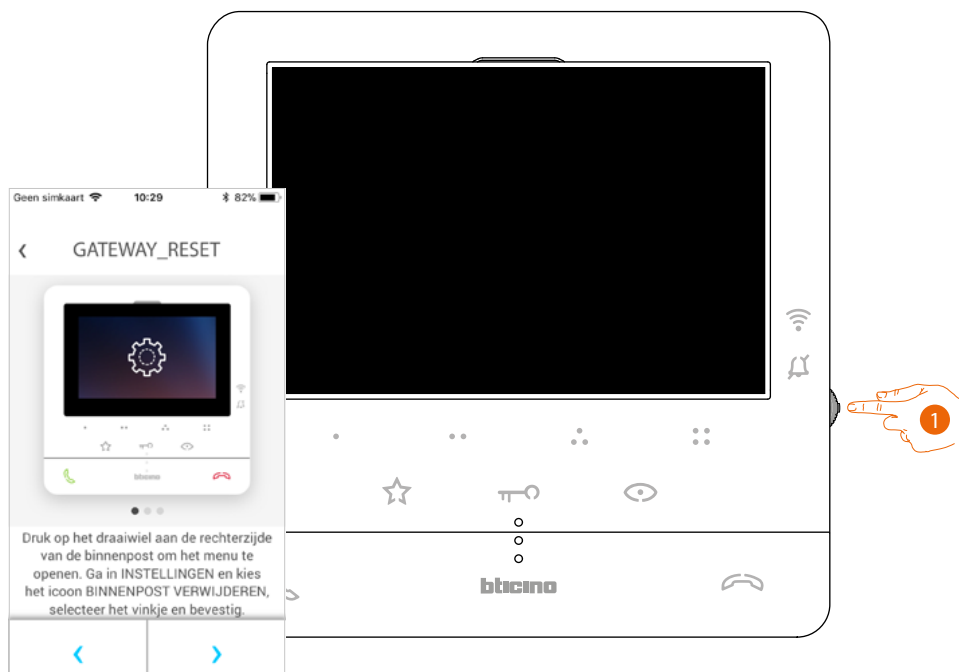 Geen simkaart 10:29 82%
GATEWAY_RESET
bticino
Druk op het draaiwiel aan de rechterzijde
van de binnenpost om het menu te
openen. Ga in INSTELLINGEN en kies
het icoon BINNENPOST VERWIJDEREN,
selecteer het vinkje en bevestig.
bticino
1